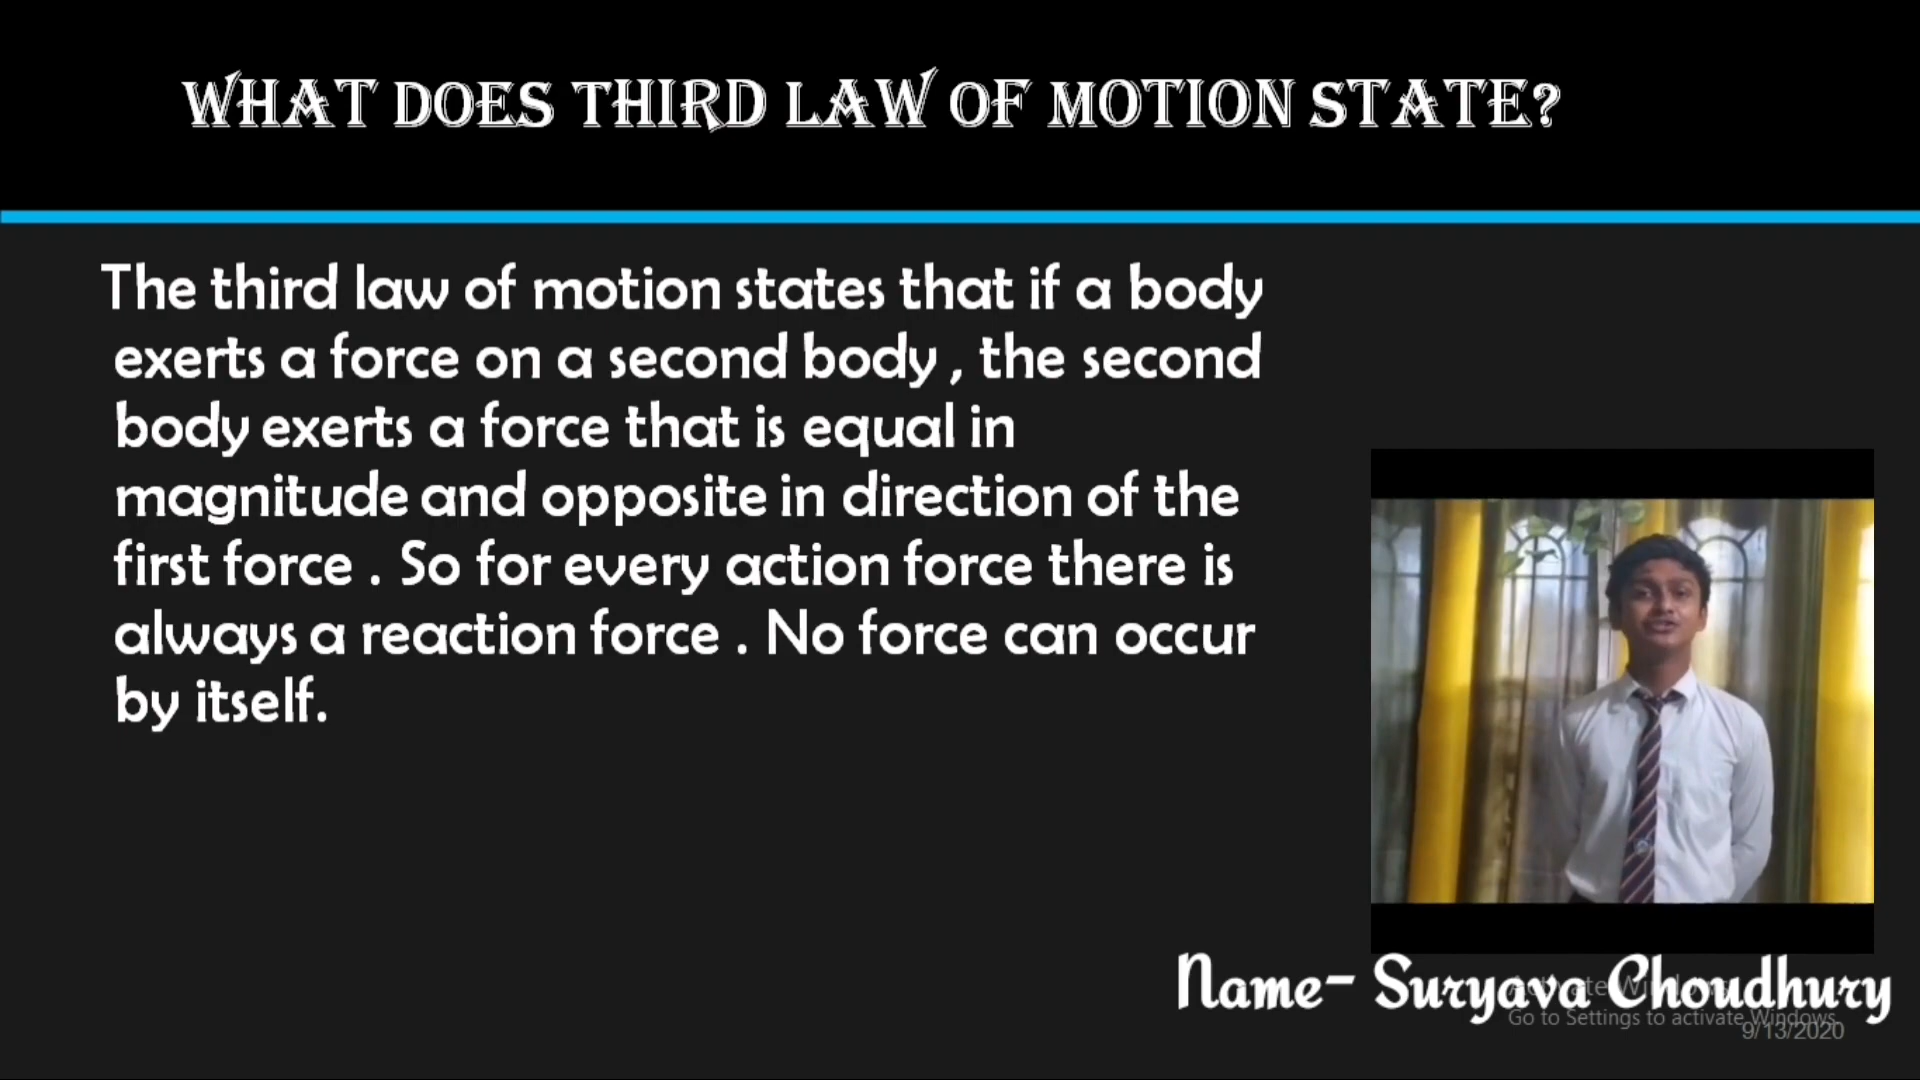 WHAT DOES THIRD LAW OF MOTION STATE?
The third law of motion states that if a body
exerts a force on a second body , the second
body exerts a force that is equal in
magnitude and opposite in direction of the
first force . So for every action force there is
always a reaction force . No force can occur
by itself.
Name- Suryava Choudhury
Activate Windows
Go to Settings to activate Windows.
9/13/2020